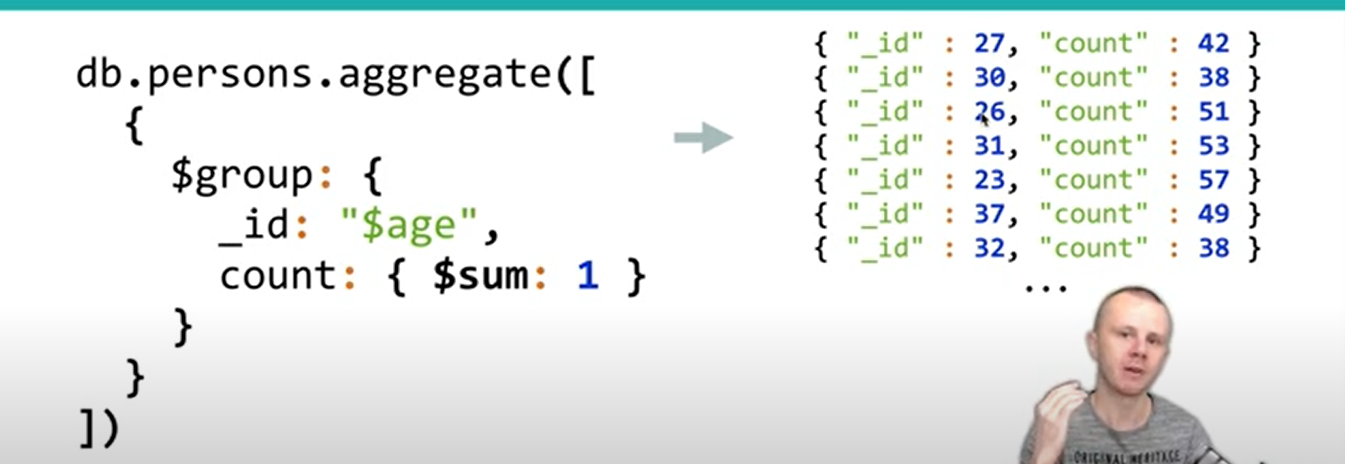 db.persons.aggregate([
{
$group: {
_id: "$age",
count: { $sum: 1 }
}
}
])
{ "_id" : 27, "count" : 42 }
{ "_id" : 30, "count" : 38 }
{ "_id" : 26, "count" : 51 }
{ "_id" : 31, "count" : 53 }
{ "_id" : 23, "count" : 57 }
{ "_id" : 37, "count" : 49 }
{ "_id" : 32, "count" : 38 }
...
ORIGINAL HERITAGE